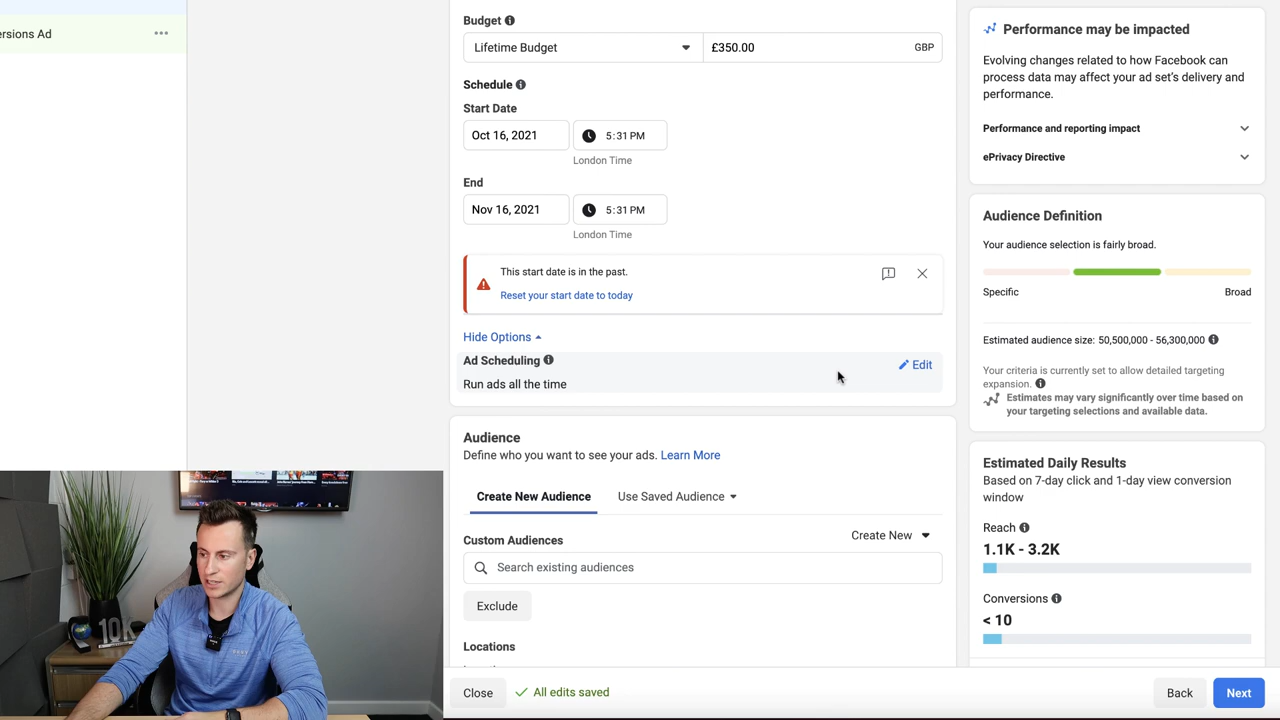 ersions Ad
Budget
Lifetime Budget
£350.00
GBP
Schedule
Start Date
Oct 16, 2021
5:31 PM
London Time
End
Nov 16, 2021
5:31 PM
London Time
This start date is in the past.
Reset your start date to today
Hide Options
Ad Scheduling
Edit
Run ads all the time
Audience
Define who you want to see your ads. Learn More
Create New Audience
Use Saved Audience
Custom Audiences
Create New
Search existing audiences
Exclude
Locations
Close
All edits saved
Back
Next
Performance may be impacted
Evolving changes related to how Facebook can
process data may affect your ad set's delivery and
performance.
Performance and reporting impact
ePrivacy Directive
Audience Definition
Your audience selection is fairly broad.
Specific
Broad
Estimated audience size: 50,500,000 - 56,300,000
Your criteria is currently set to allow detailed targeting
expansion.
Estimates may vary significantly over time based on
your targeting selections and available data.
Estimated Daily Results
Based on 7-day click and 1-day view conversion
window
Reach
1.1K - 3.2K
Conversions
< 10
10K